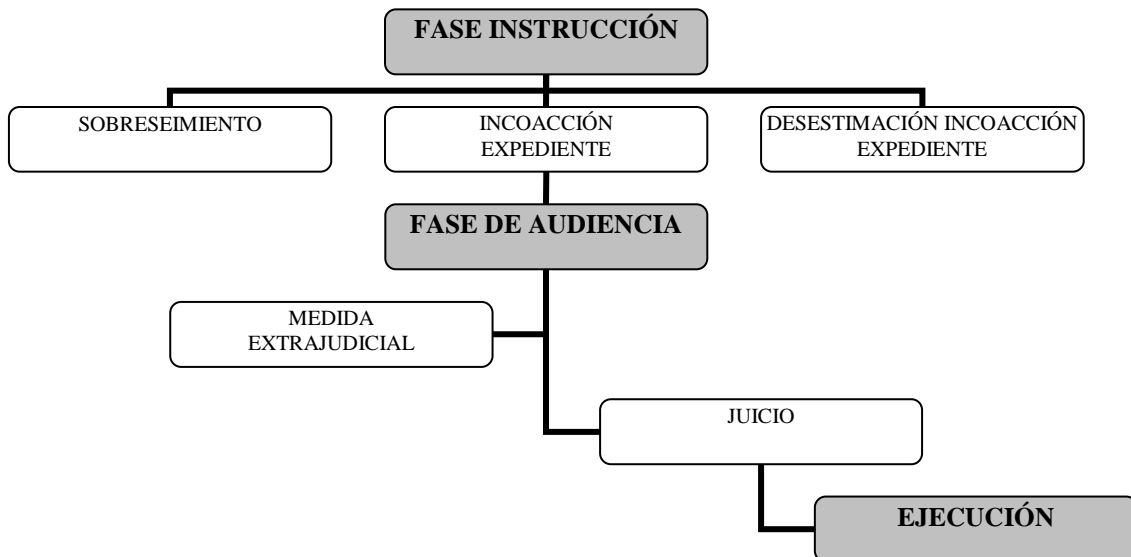 FASE INSTRUCCIÓN
SOBRESEIMIENTO
INCOACCIÓN
EXPEDIENTE
DESESTIMACIÓN INCOACCIÓN
EXPEDIENTE
FASE DE AUDIENCIA
MEDIDA
EXTRAJUDICIAL
JUICIO
EJECUCIÓN